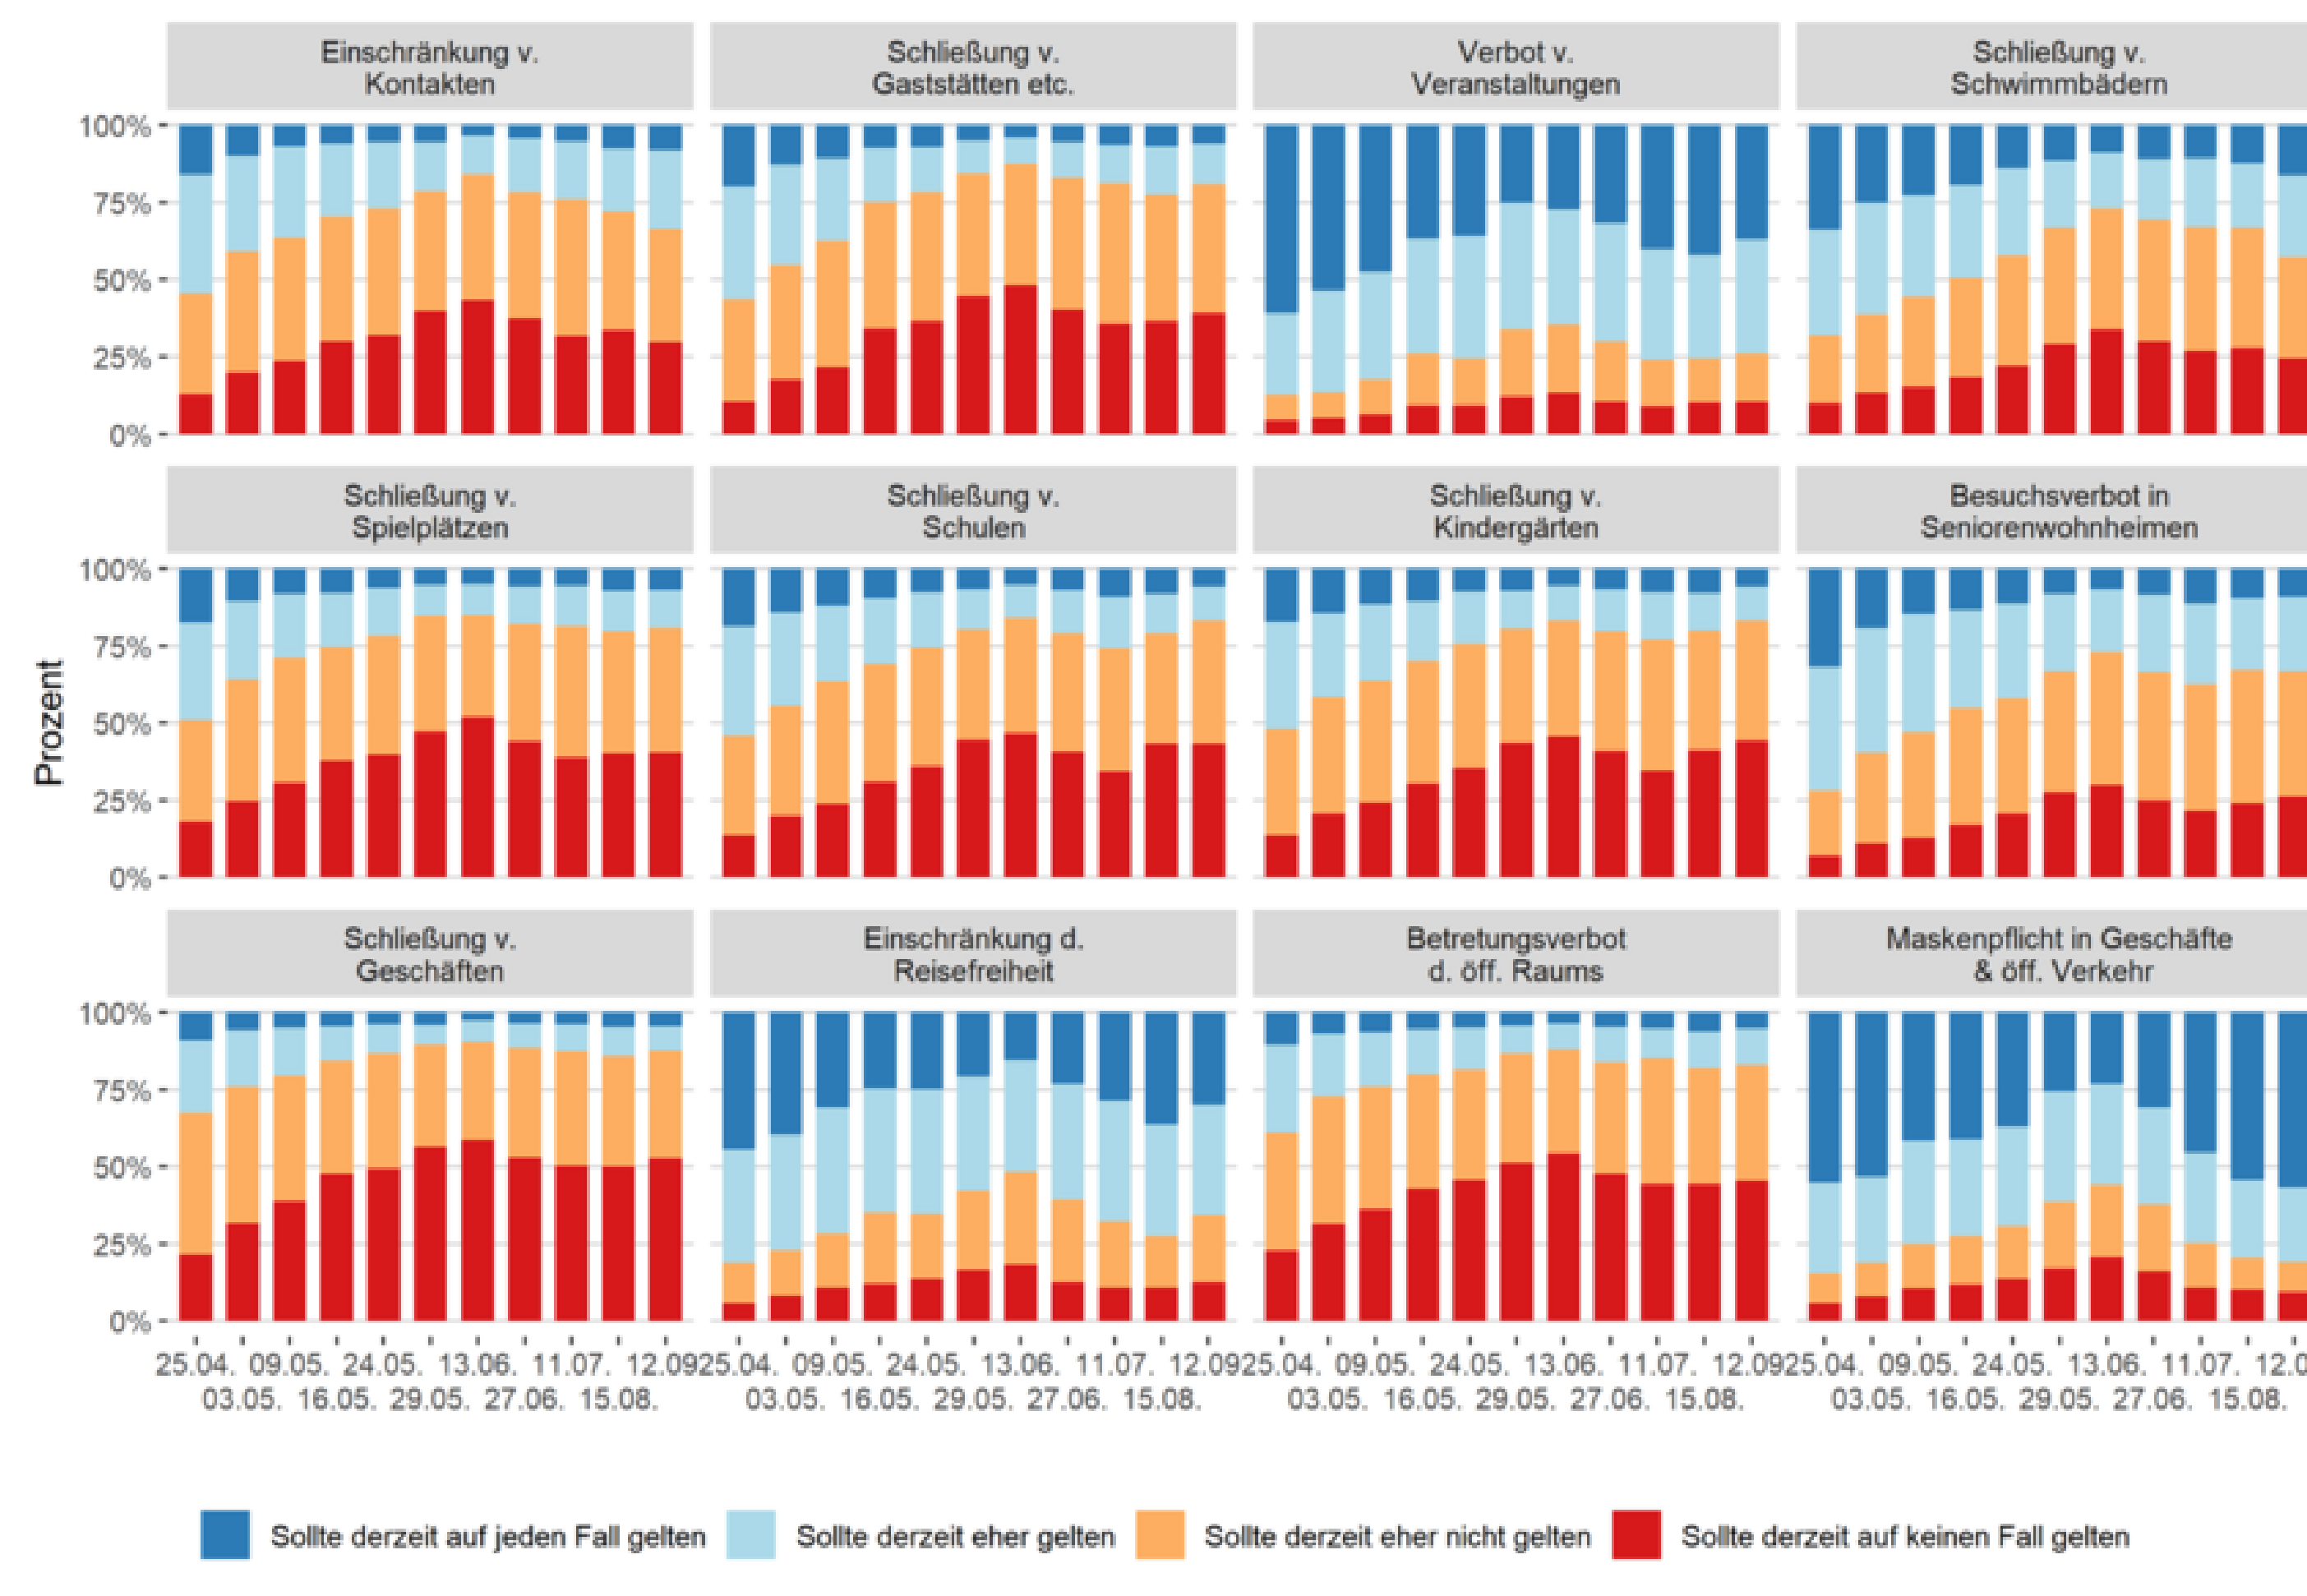 Einschränkung v.
Kontakten
Schließung v.
Gaststätten etc.
Verbot v.
Veranstaltungen
Schließung v.
Schwimmbädern
100%
75%
50%
25%
0%
Schließung v.
Spielplätzen
Schließung v.
Schulen
Schließung v.
Kindergärten
Besuchsverbot in
Seniorenwohnheimen
100%
75%
50%
25%
0%
Prozent
Schließung v.
Geschäften
Einschränkung d.
Reisefreiheit
Betretungsverbot
d. öff. Raums
Maskenpflicht in Geschäfte
& öff. Verkehr
100%
75%
50%
25%
0%
25.04. 09.05. 24.05. 13.06. 11.07. 12.09 25.04. 09.05. 24.05. 13.06. 11.07. 12.09 25.04. 09.05. 24.05. 13.06. 11.07. 12.09 25.04. 09.05. 24.05. 13.06. 11.07. 12.0
03.05. 16.05. 29.05. 27.06. 15.08. 03.05. 16.05. 29.05. 27.06. 15.08. 03.05. 16.05. 29.05. 27.06. 15.08. 03.05. 16.05. 29.05. 27.06. 15.08.
Sollte derzeit auf jeden Fall gelten Sollte derzeit eher gelten Sollte derzeit eher nicht gelten Sollte derzeit auf keinen Fall gelten